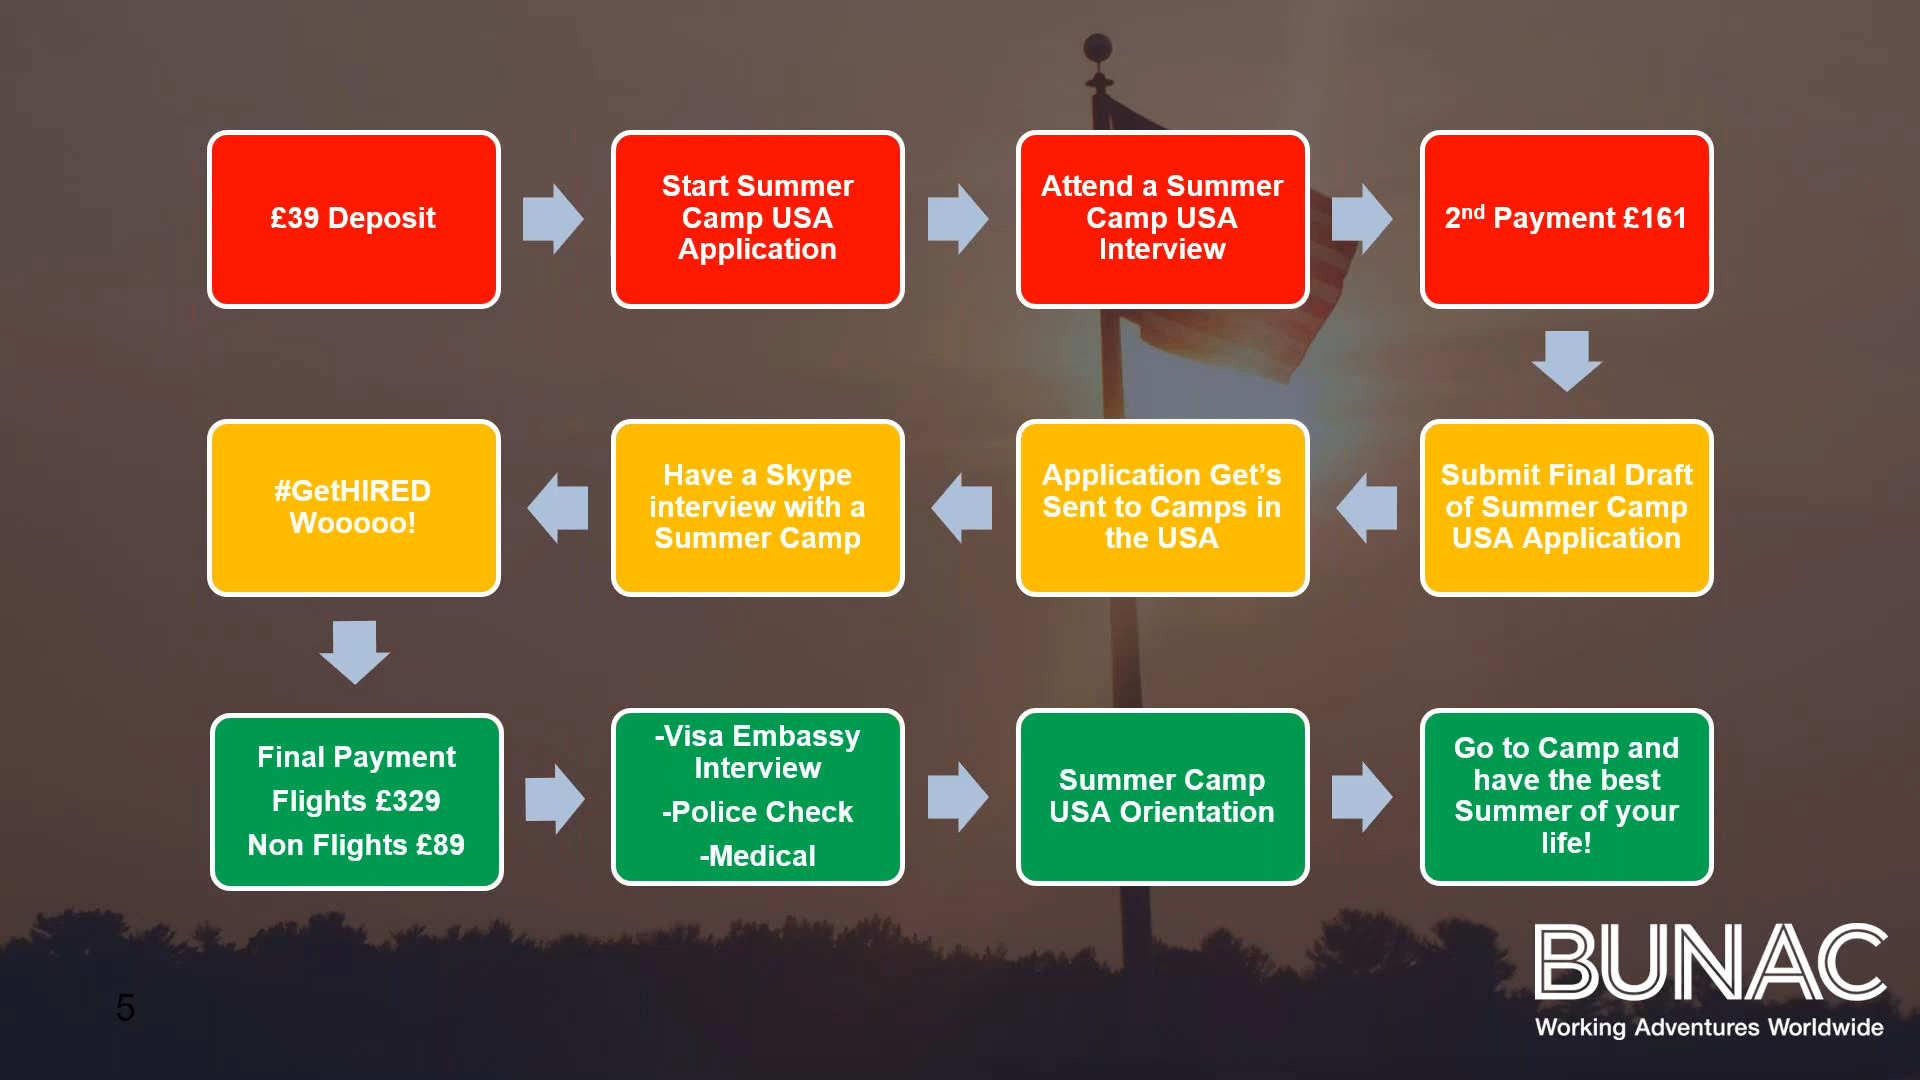 £39 Deposit
Start Summer
Camp USA
Application
Attend a Summer
Camp USA
Interview
2nd Payment £161
Submit Final Draft
of Summer Camp
USA Application
Application Get’s
Sent to Camps in
the USA
Have a Skype
interview with a
Summer Camp
#GetHIRED
Wooooo!
Final Payment
Flights £329
Non Flights £89
-Visa Embassy
Interview
-Police Check
-Medical
Summer Camp
USA Orientation
Go to Camp and
have the best
Summer of your
life!
5
BUNAC
Working Adventures Worldwide